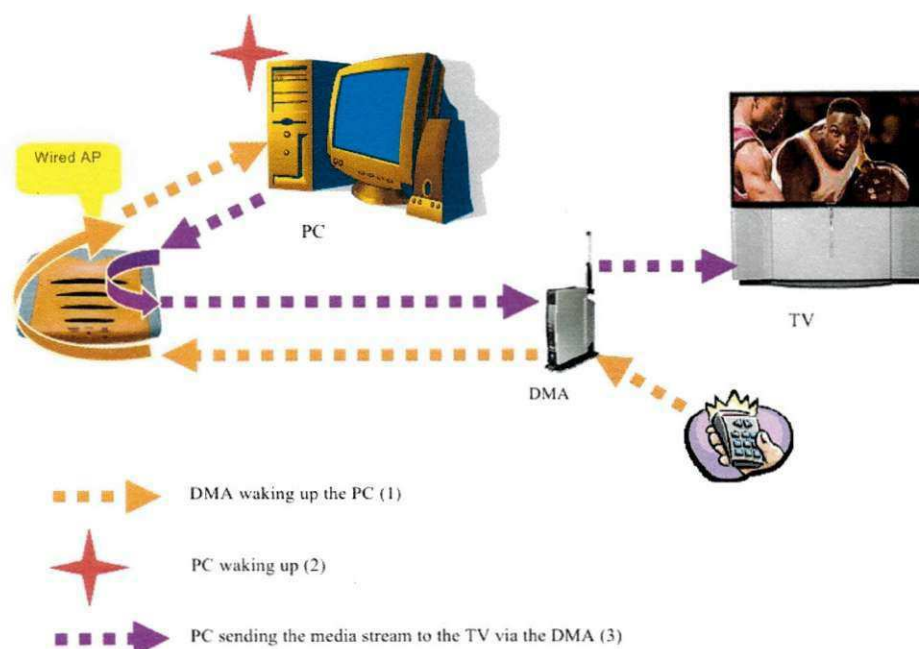 Wired AP
PC
TV
DMA
DMA waking up the PC (1)
PC waking up (2)
PC sending the media stream to the TV via the DMA (3)